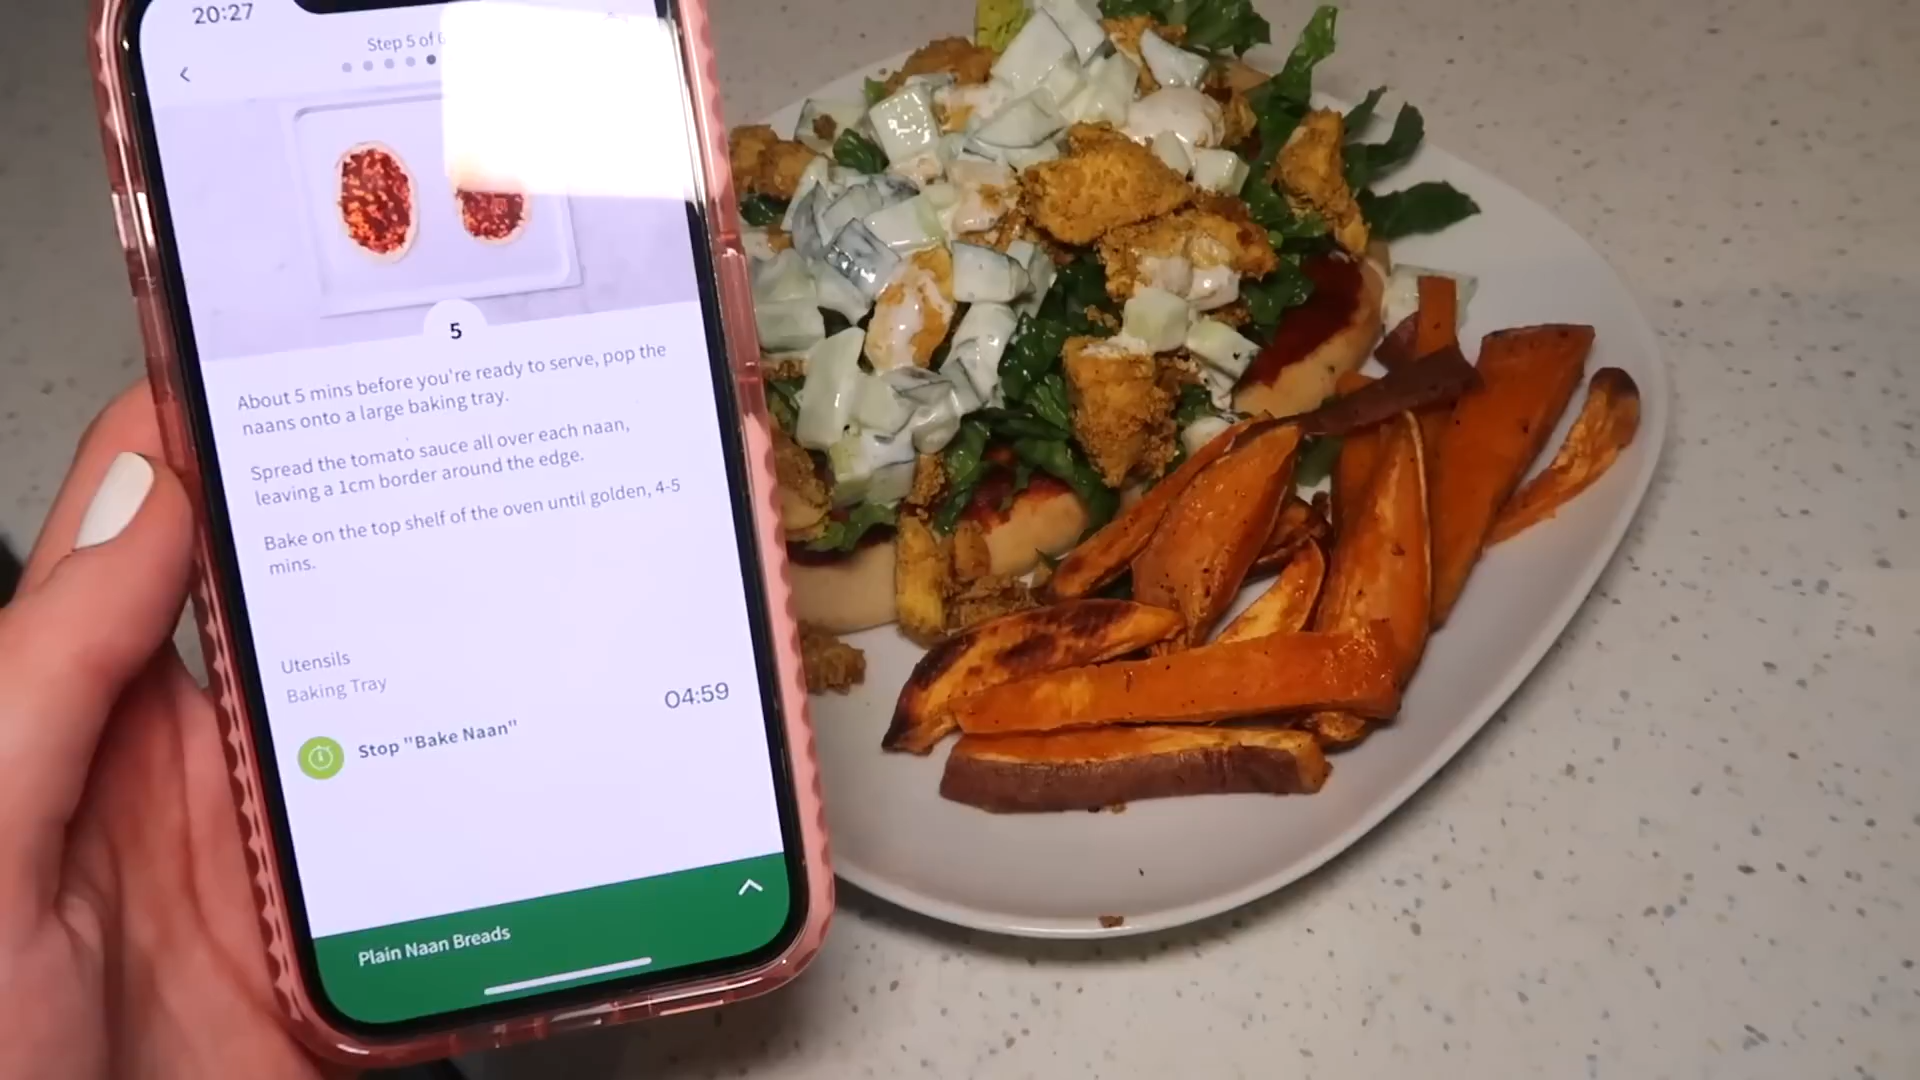 20:27
Step 5 of 6
5
About 5 mins before you're ready to serve, pop the
naans onto a large baking tray.
Spread the tomato sauce all over each naan,
leaving a 1cm border around the edge.
Bake on the top shelf of the oven until golden, 4-5
mins.
Utensils
Baking Tray
04:59
Stop "Bake Naan"
Plain Naan Breads